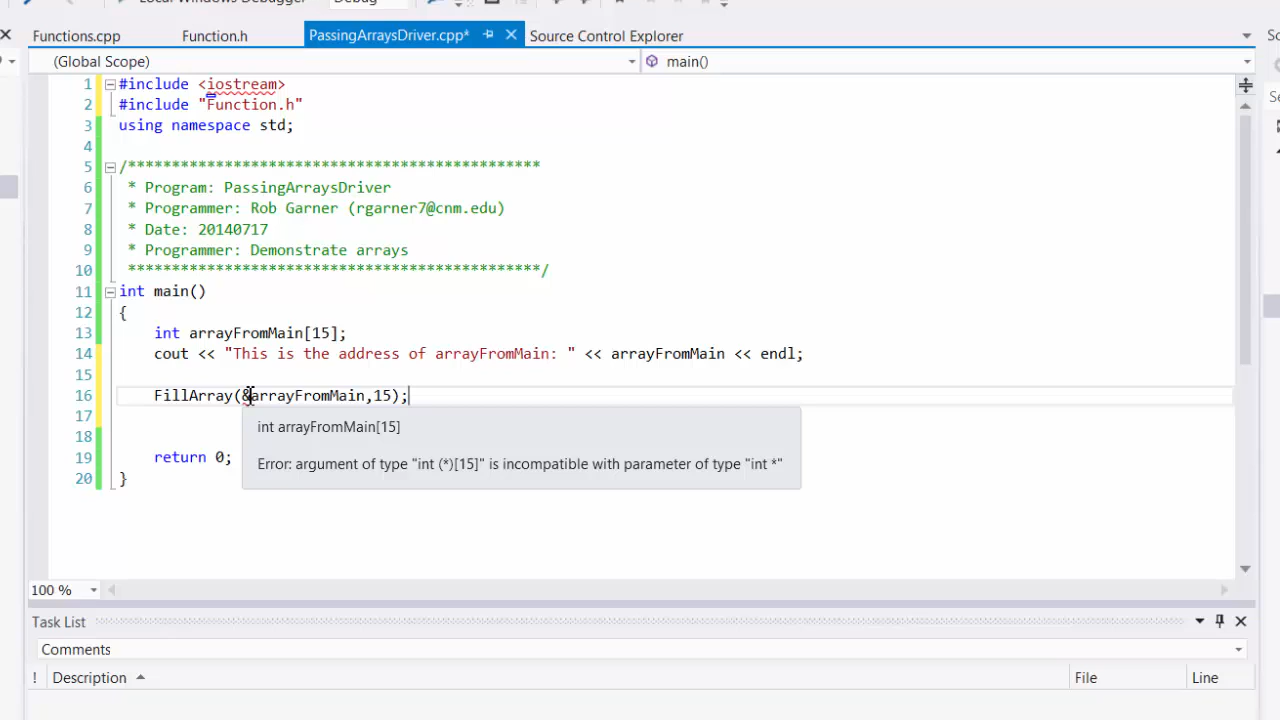 Local Windows Debugger Debug
Functions.cpp Function.h PassingArraysDriver.cpp* Source Control Explorer
(Global Scope) main()
1 #include <iostream>
2 #include "Function.h"
3 using namespace std;
4
5 /***********************************************
6 * Program: PassingArraysDriver
7 * Programmer: Rob Garner (rgarner7@cnm.edu)
8 * Date: 20140717
9 * Programmer: Demonstrate arrays
10 ***********************************************/
11 int main()
12 {
13 int arrayFromMain[15];
14 cout << "This is the address of arrayFromMain: " << arrayFromMain << endl;
15
16 FillArray(&arrayFromMain,15);
17
int arrayFromMain[15]
18
19 return 0;
Error: argument of type "int (*)[15]" is incompatible with parameter of type "int *"
20 }
100 %
Task List
Comments
! Description File Line